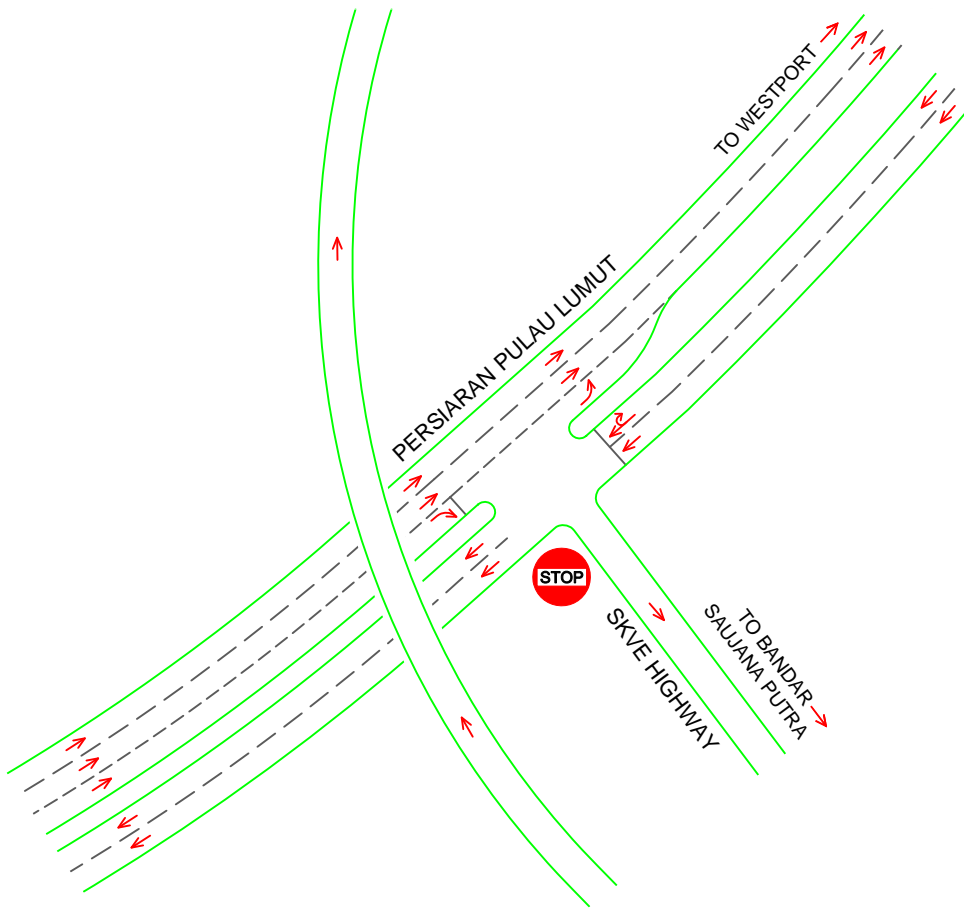 TO WESTPORT
PERSIARAN PULAU LUMUT
STOP
SKVE HIGHWAY
TO BANDAR
SAUJANA PUTRA